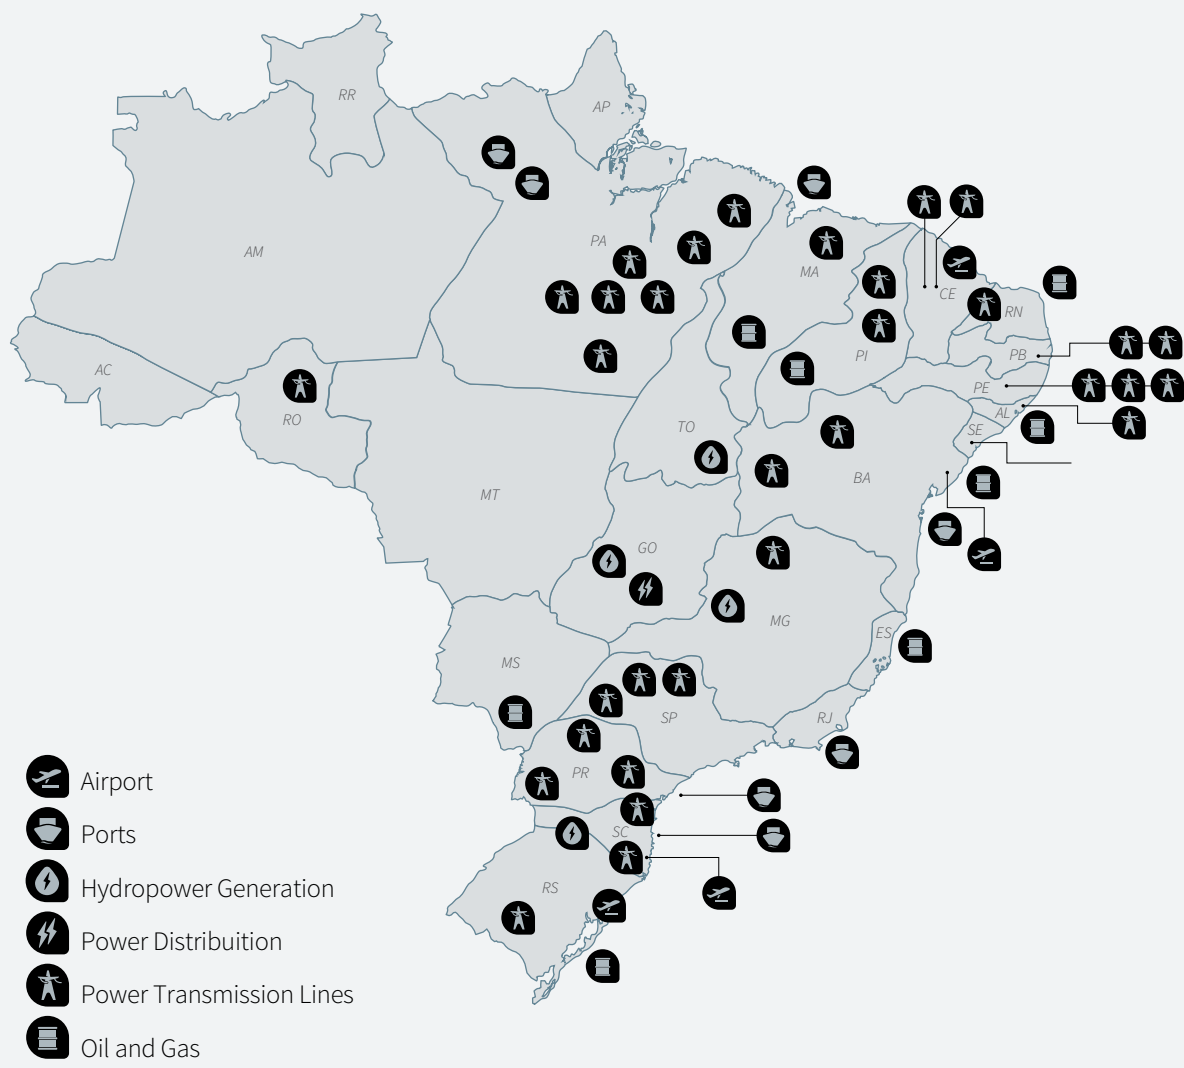 RR
AP
AM
PA
MA
CE
RN
PI
PB
AC
PE
AL
RO
TO
SE
BA
MT
GO
MG
ES
MS
SP
RJ
PR
SC
RS
Airport
Ports
Hydropower Generation
Power Distribuition
Power Transmission Lines
Oil and Gas